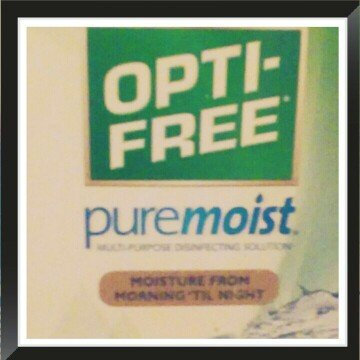 OPTI-
FREE®
puremoist®
MULTI-PURPOSE DISINFECTING SOLUTION
MOISTURE FROM
MORNING 'TIL NIGHT